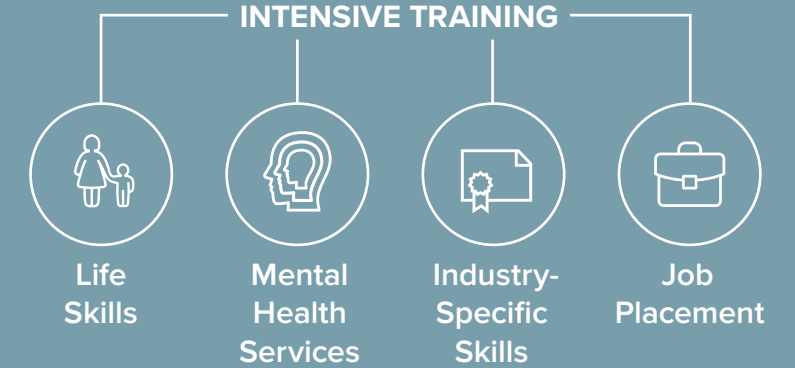 INTENSIVE TRAINING
Life
Skills
Mental
Health
Services
Industry-
Specific
Skills
Job
Placement